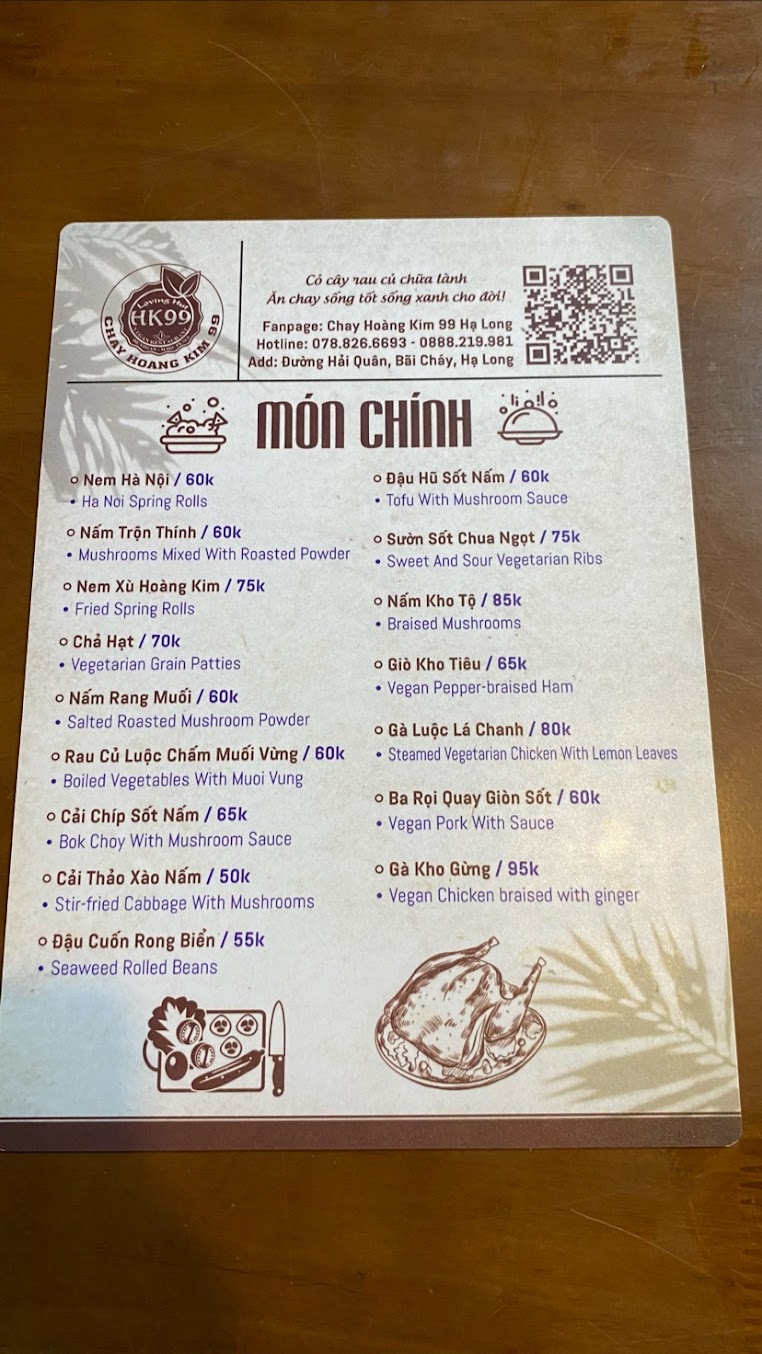 Loving Hut
HK99
CHAY HOANG KIM 99
Cỏ cây rau củ chữa lành
Ăn chay sống tốt sống xanh cho đời!
Fanpage: Chay Hoàng Kim 99 Hạ Long
Hotline: 078.826.6693 - 0888.219.981
Add: Đường Hải Quân, Bãi Cháy, Hạ Long
MÓN CHÍNH
Nem Hà Nội / 60k
• Ha Noi Spring Rolls
Nấm Trộn Thính / 60k
• Mushrooms Mixed With Roasted Powder
Nem Xù Hoàng Kim / 75k
• Fried Spring Rolls
Chả Hạt / 70k
• Vegetarian Grain Patties
Nấm Rang Muối / 60k
• Salted Roasted Mushroom Powder
Rau Củ Luộc Chấm Muối Vừng / 60k
• Boiled Vegetables With Muoi Vung
Cải Chíp Sốt Nấm / 65k
• Bok Choy With Mushroom Sauce
Cải Thảo Xào Nấm / 50k
• Stir-fried Cabbage With Mushrooms
Đậu Cuốn Rong Biển / 55k
• Seaweed Rolled Beans
Đậu Hũ Sốt Nấm / 60k
• Tofu With Mushroom Sauce
Sườn Sốt Chua Ngọt / 75k
• Sweet And Sour Vegetarian Ribs
Nấm Kho Tộ / 85k
• Braised Mushrooms
Giò Kho Tiêu / 65k
• Vegan Pepper-braised Ham
Gà Luộc Lá Chanh / 80k
• Steamed Vegetarian Chicken With Lemon Leaves
Ba Rọi Quay Giòn Sốt / 60k
• Vegan Pork With Sauce
Gà Kho Gừng / 95k
• Vegan Chicken braised with ginger